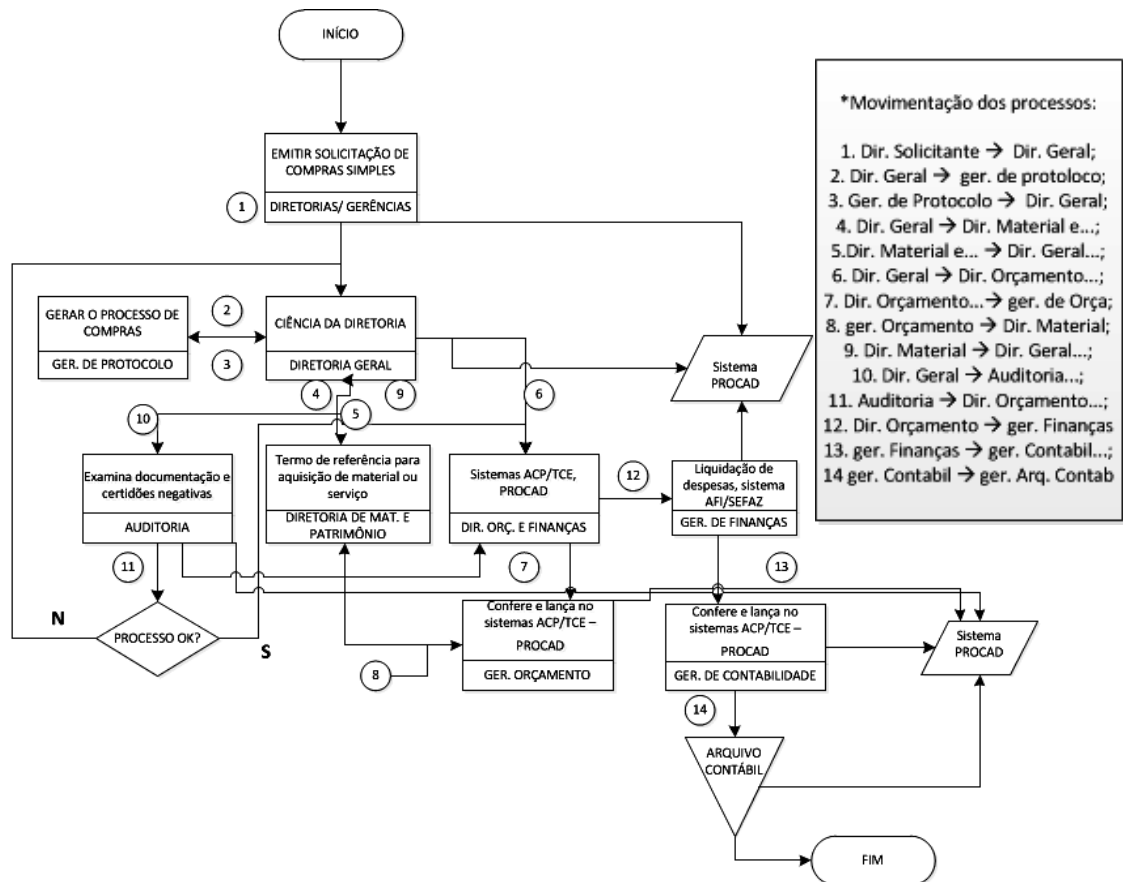 INÍCIO
EMITIR SOLICITAÇÃO DE
COMPRAS SIMPLES
DIRETORIAS/ GERÊNCIAS
1
GERAR O PROCESSO DE
COMPRAS
GER. DE PROTOCOLO
2
3
CIÊNCIA DA DIRETORIA
DIRETORIA GERAL
4
9
5
6
10
Sistema
PROCAD
Examina documentação e
certidões negativas
AUDITORIA
Termo de referência para
aquisição de material ou
serviço
DIRETORIA DE MAT. E
PATRIMÔNIO
Sistemas ACP/TCE,
PROCAD
DIR. ORÇ. E FINANÇAS
12
Liquidação de
despesas, sistema
AFI/SEFAZ
GER. DE FINANÇAS
11
7
13
N
PROCESSO OK?
S
8
Confere e lança no
sistemas ACP/TCE –
PROCAD
GER. ORÇAMENTO
Confere e lança no
sistemas ACP/TCE –
PROCAD
GER. DE CONTABILIDADE
Sistema
PROCAD
14
ARQUIVO
CONTÁBIL
FIM
*Movimentação dos processos:
1. Dir. Solicitante → Dir. Geral;
2. Dir. Geral → ger. de protoloco;
3. Ger. de Protocolo → Dir. Geral;
4. Dir. Geral → Dir. Material e...;
5.Dir. Material e... → Dir. Geral...;
6. Dir. Geral → Dir. Orçamento...;
7. Dir. Orçamento... → ger. de Orça;
8. ger. Orçamento → Dir. Material;
9. Dir. Material → Dir. Geral...;
10. Dir. Geral → Auditoria...;
11. Auditoria → Dir. Orçamento...;
12. Dir. Orçamento → ger. Finanças
13. ger. Finanças → ger. Contabil...;
14 ger. Contabil → ger. Arq. Contab